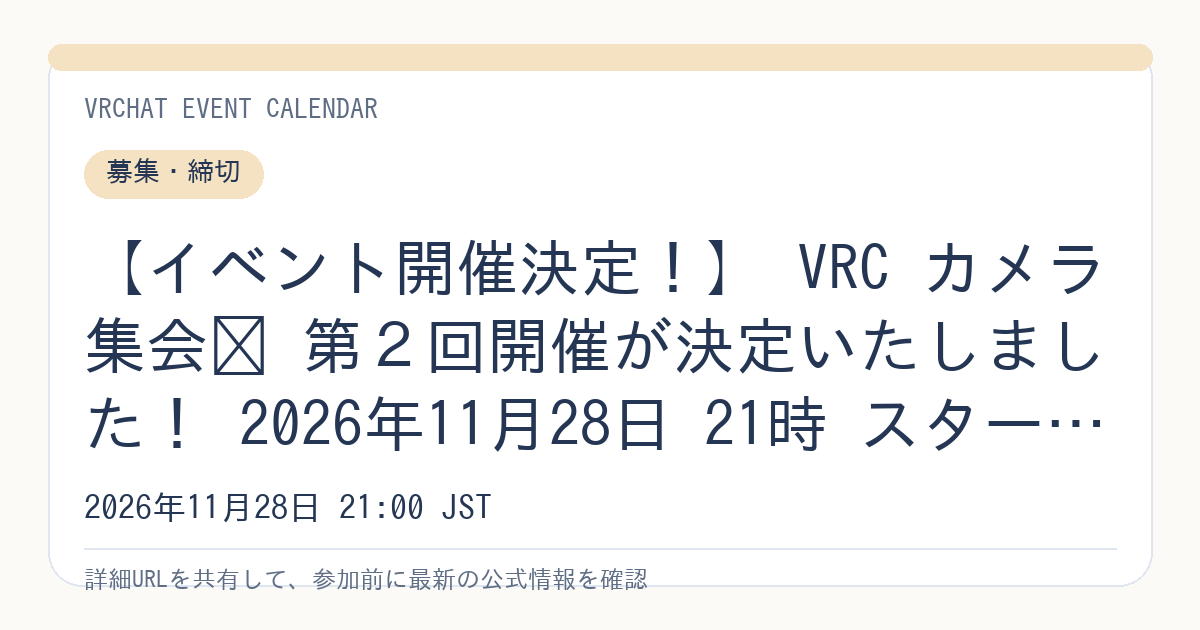 VRCHAT EVENT CALENDAR
募集・締切
【イベント開催決定！】 VRC カメラ
集会 第２回開催が決定いたしまし
た！ 2026年11月28日 21時 スター…
2026年11月28日 21:00 JST
詳細URLを共有して、参加前に最新の公式情報を確認